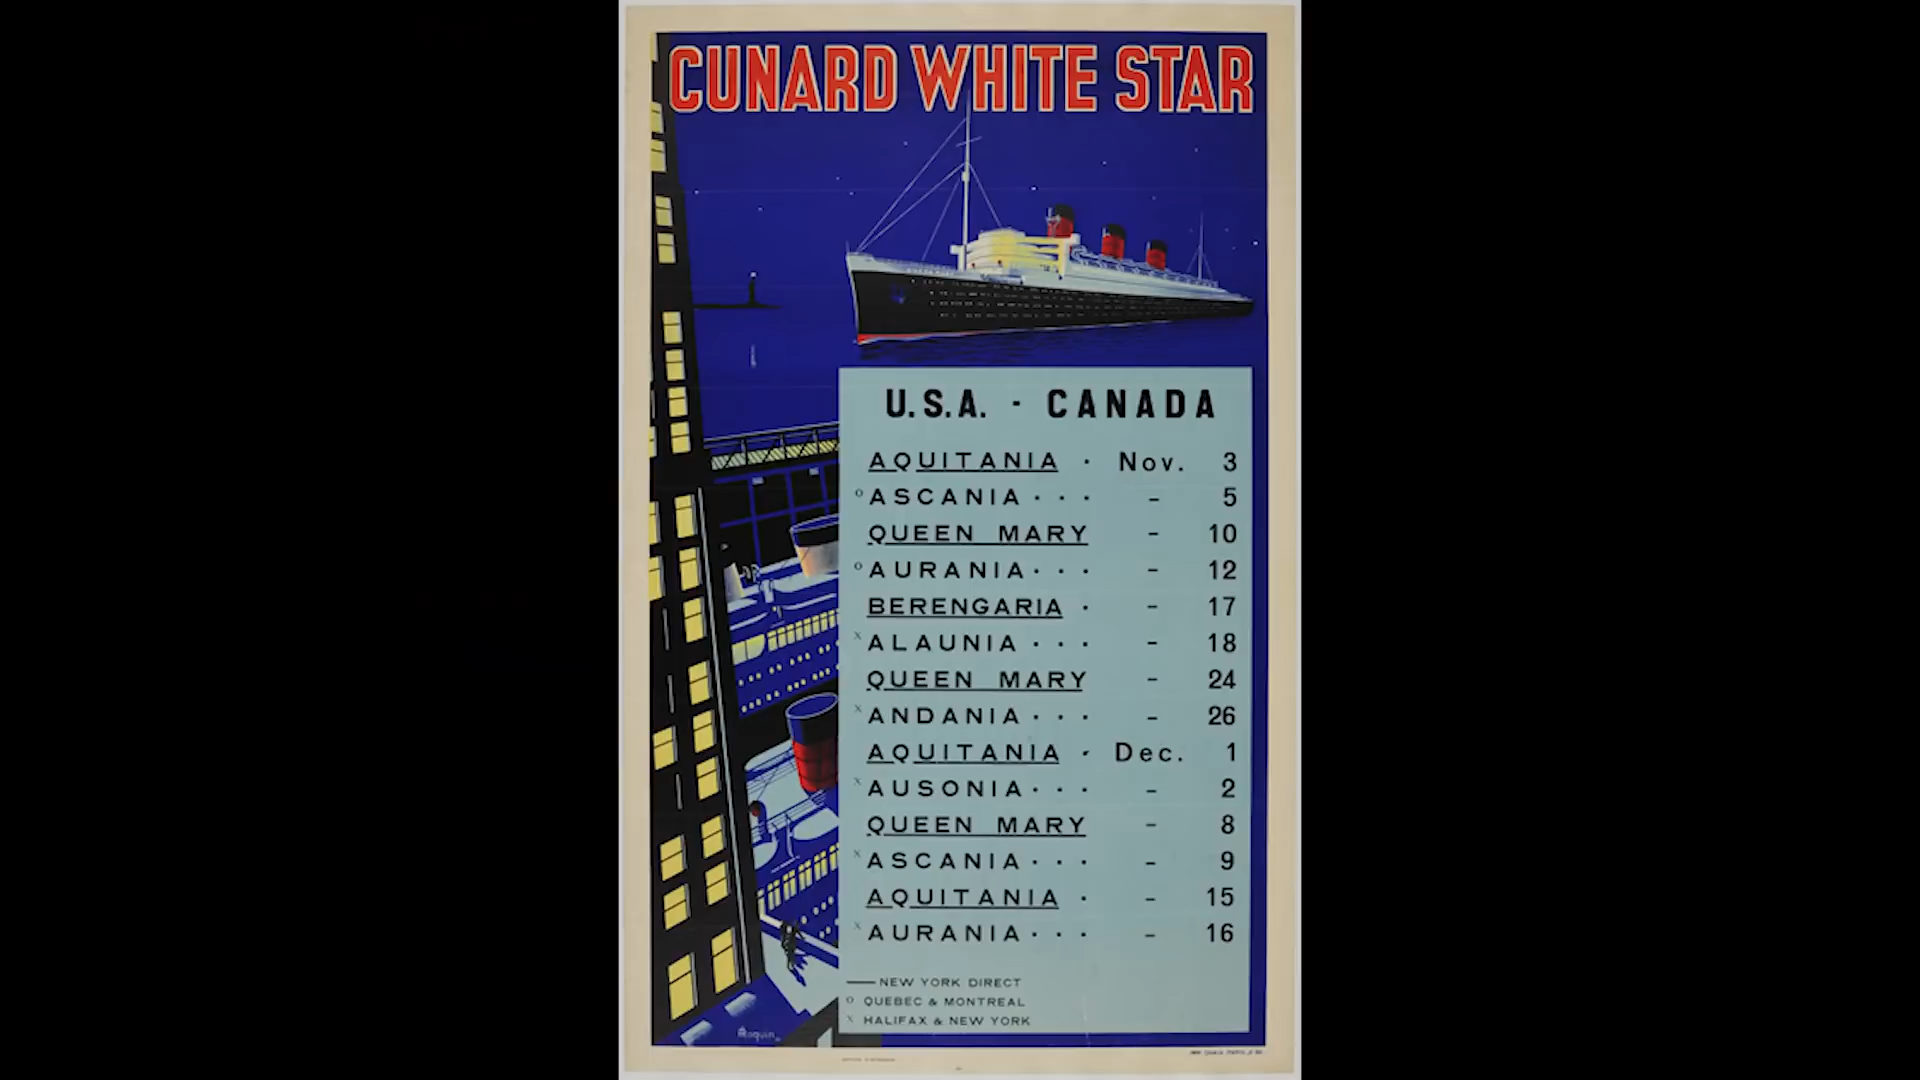 CUNARD WHITE STAR
U.S.A. - CANADA
AQUITANIA · Nov. 3
o ASCANIA · · · - 5
QUEEN MARY - 10
o AURANIA · · · - 12
BERENGARIA · - 17
x ALAUNIA · · · - 18
QUEEN MARY - 24
x ANDANIA · · · - 26
AQUITANIA · Dec. 1
x AUSONIA · · · - 2
QUEEN MARY - 8
x ASCANIA · · · - 9
AQUITANIA · - 15
x AURANIA · · · - 16
—— NEW YORK DIRECT
o QUEBEC & MONTREAL
x HALIFAX & NEW YORK